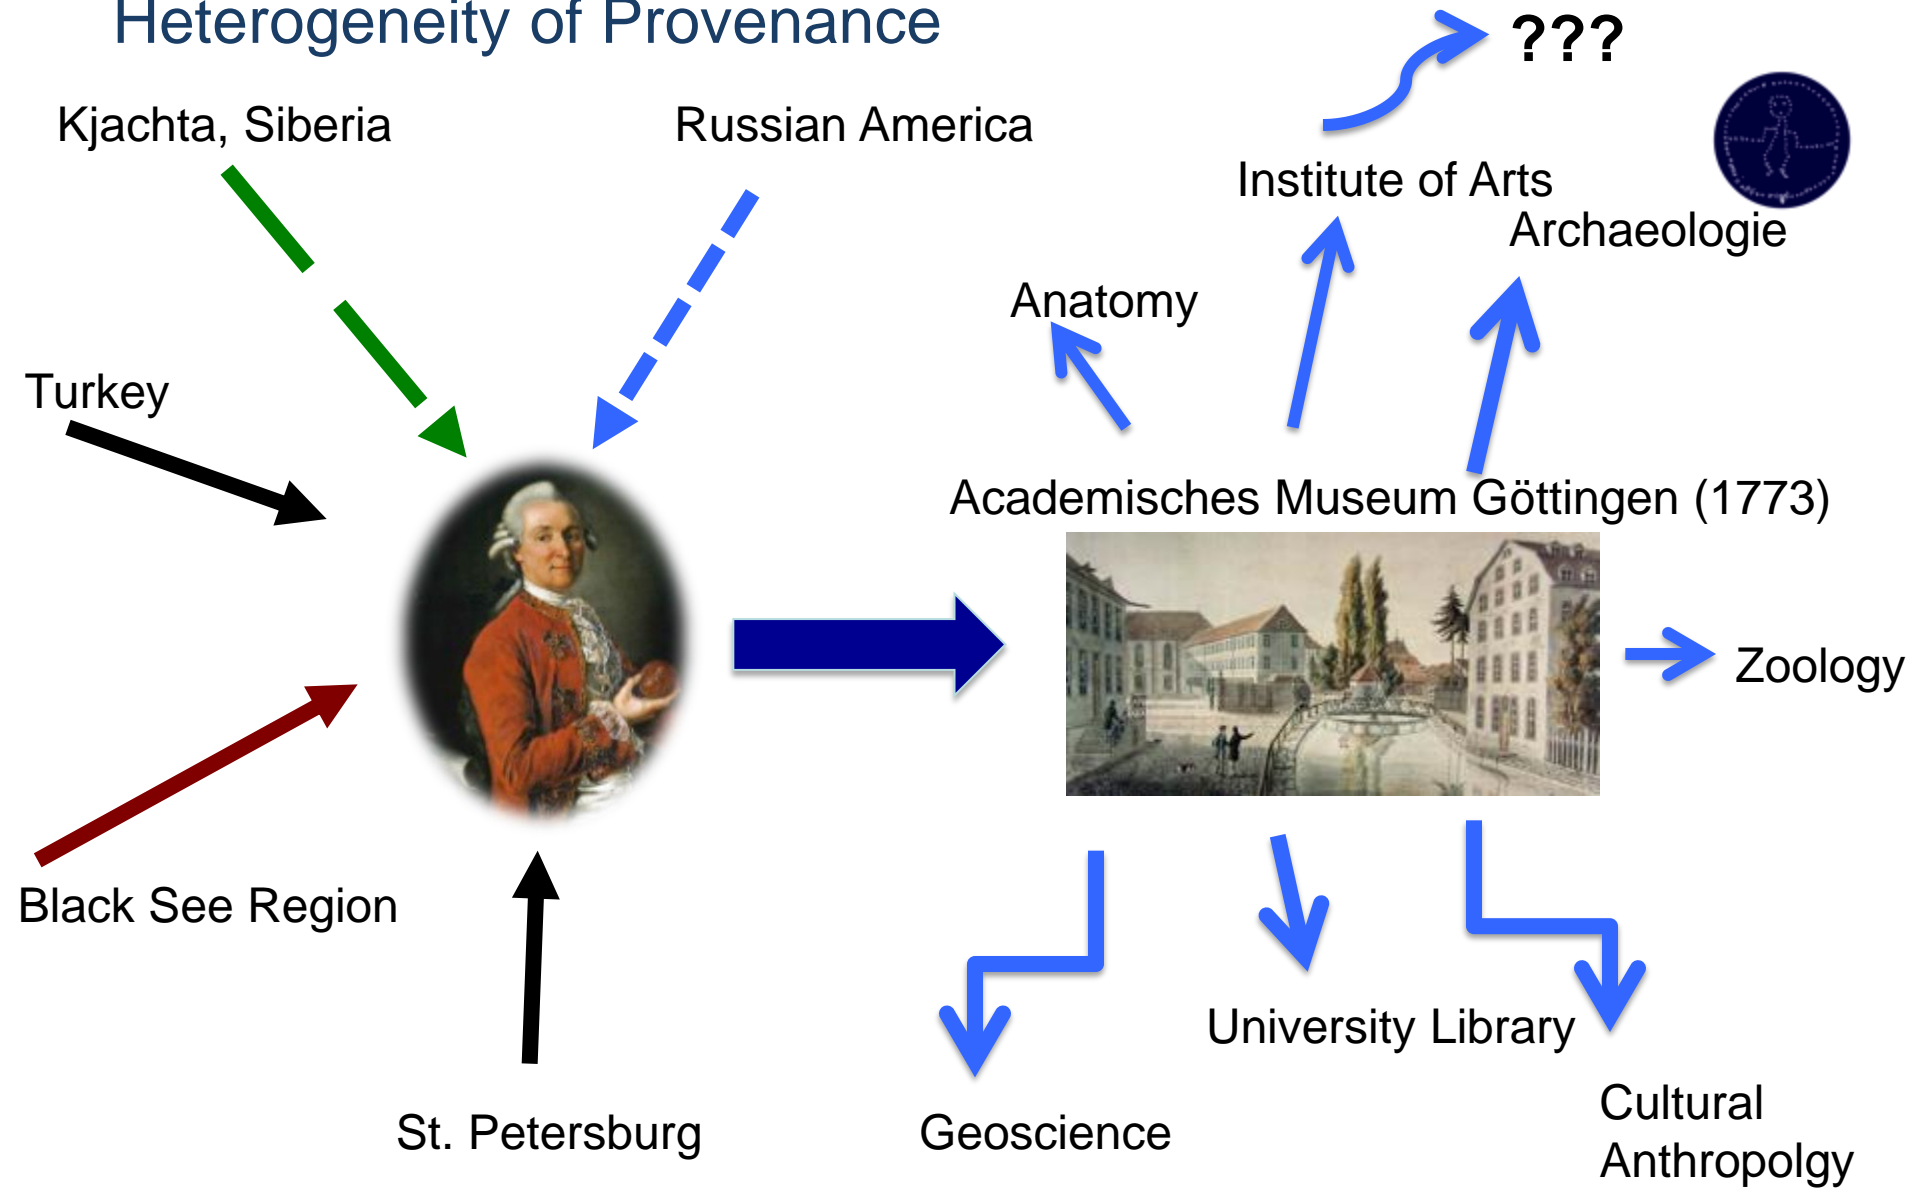 Heterogeneity of Provenance
???
Kjachta, Siberia
Russian America
Institute of Arts
Archaeologie
Anatomy
Turkey
Academisches Museum Göttingen (1773)
Zoology
Black See Region
University Library
St. Petersburg
Geoscience
Cultural
Anthropolgy